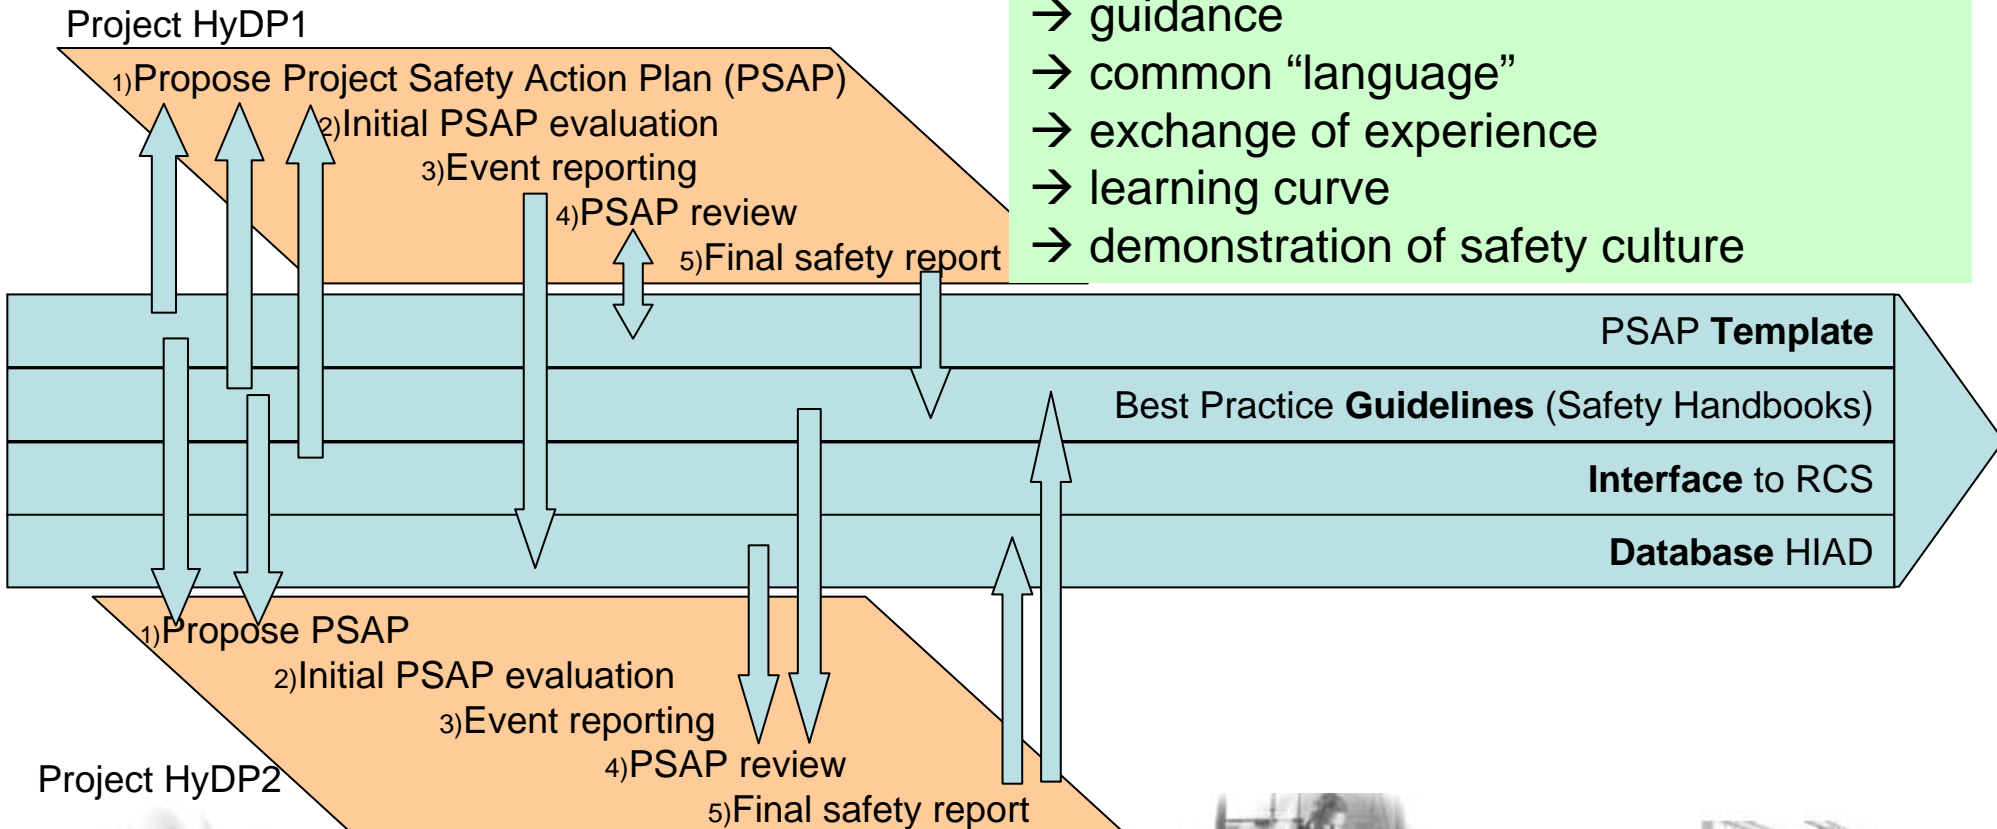 Project HyDP1
1)Propose Project Safety Action Plan (PSAP)
2)Initial PSAP evaluation
3)Event reporting
4)PSAP review
5)Final safety report
→ guidance
→ common “language”
→ exchange of experience
→ learning curve
→ demonstration of safety culture
PSAP Template
Best Practice Guidelines (Safety Handbooks)
Interface to RCS
Database HIAD
1)Propose PSAP
2)Initial PSAP evaluation
3)Event reporting
4)PSAP review
5)Final safety report
Project HyDP2